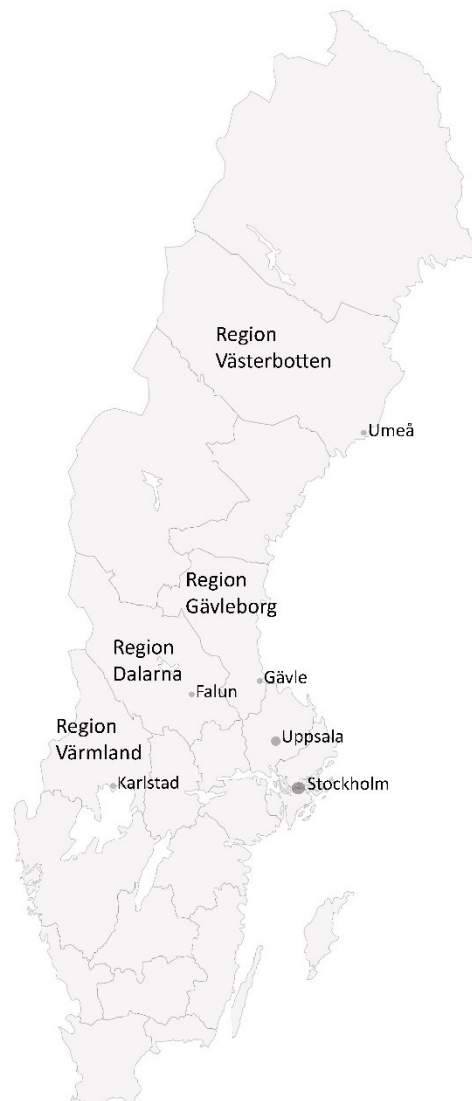 Region
Västerbotten
Umeå
Region
Gävleborg
Region
Dalarna
Gävle
Falun
Region
Värmland
Uppsala
Karlstad
Stockholm